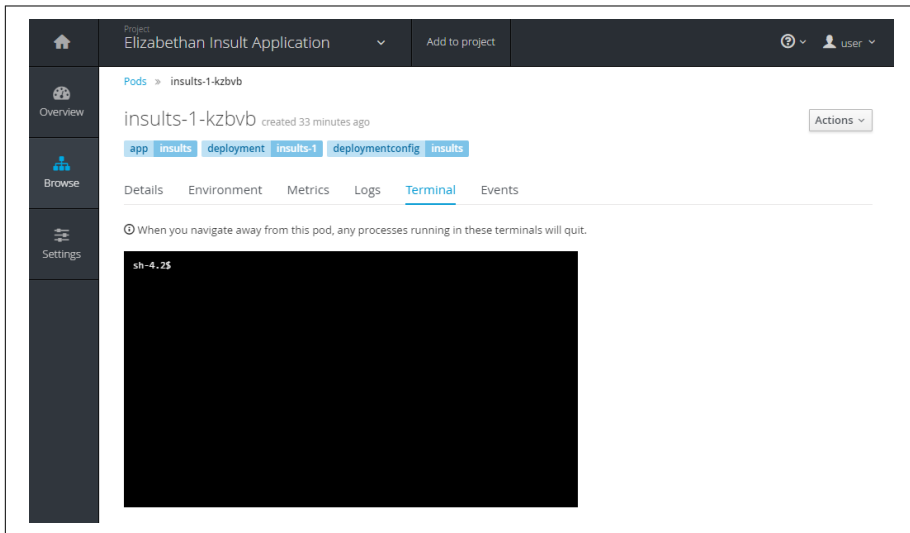 Project
Elizabethan Insult Application
Add to project
user
Overview
Browse
Settings
Pods » insults-1-kzbvb
insults-1-kzbvb created 33 minutes ago
Actions
app insults deployment insults-1 deploymentconfig insults
Details Environment Metrics Logs Terminal Events
When you navigate away from this pod, any processes running in these terminals will quit.
sh-4.2$